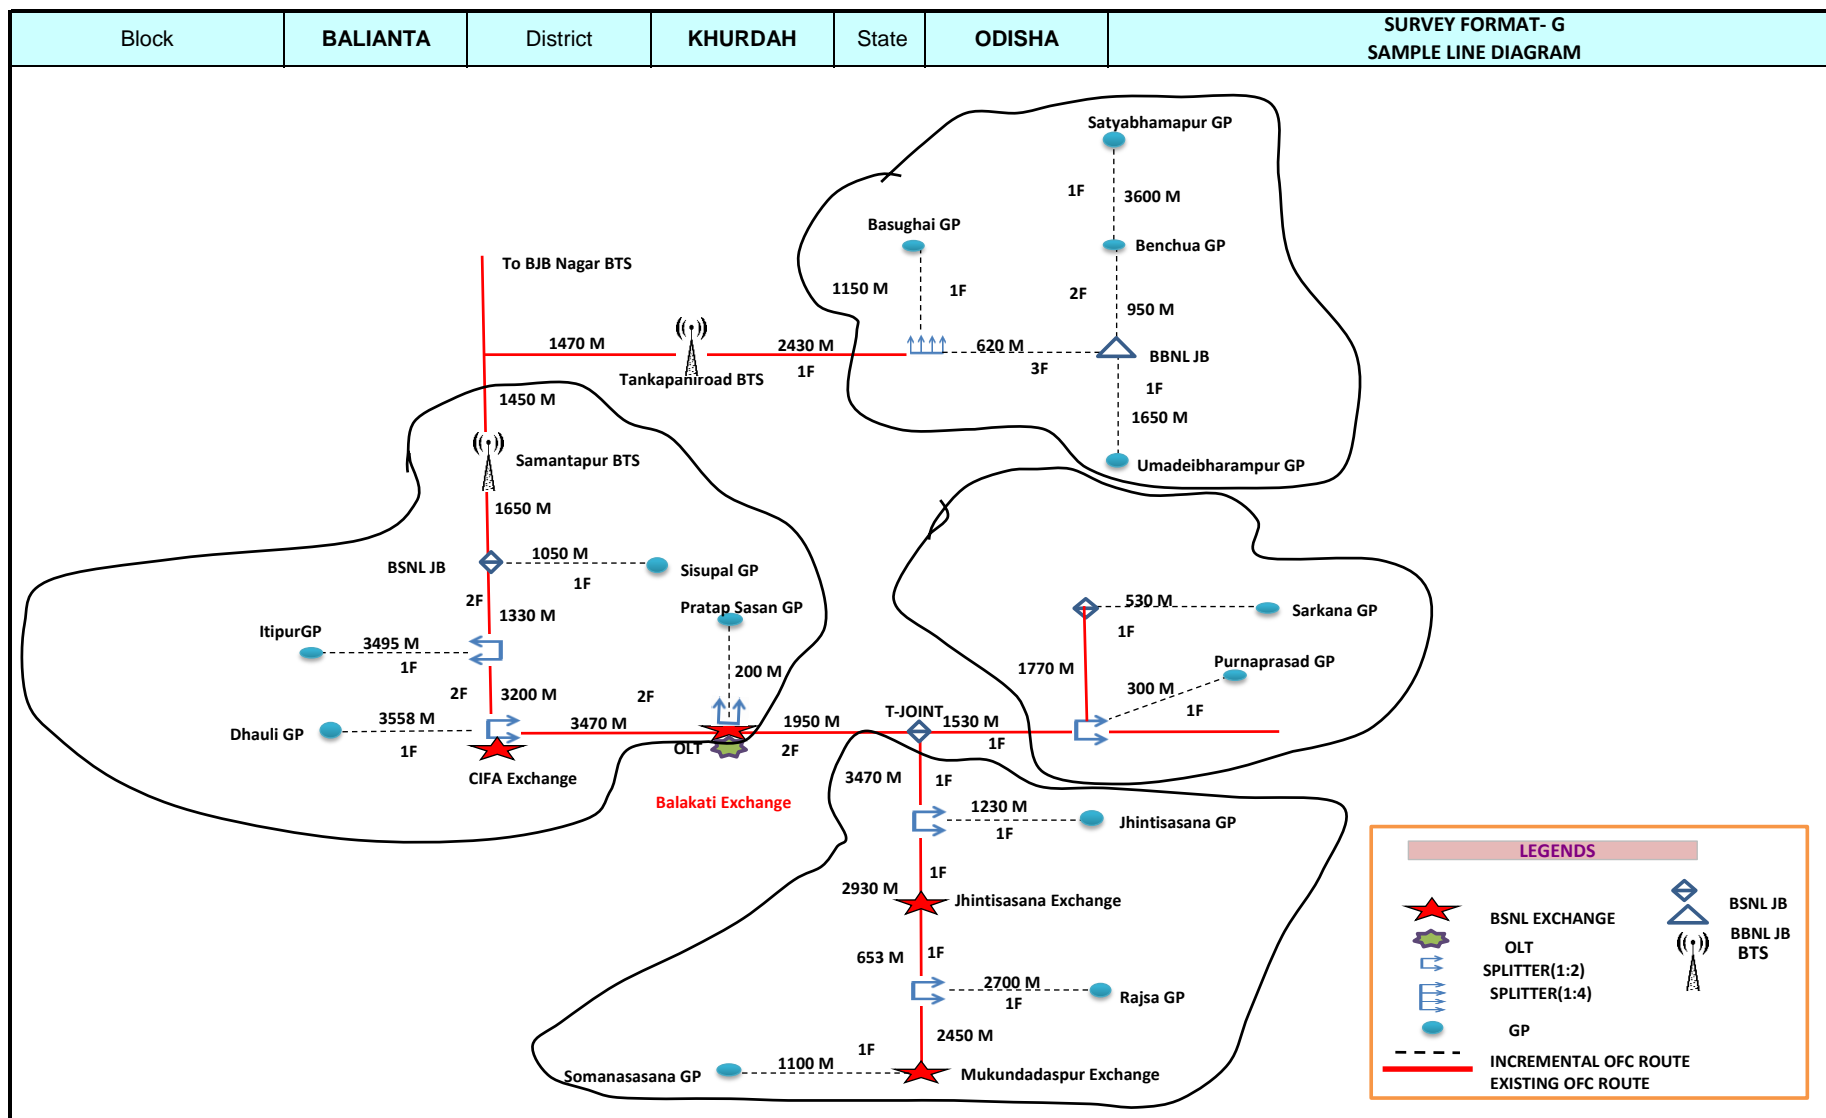 Block BALIANTA District KHURDAH State ODISHA SURVEY FORMAT- G
SAMPLE LINE DIAGRAM
Satyabhamapur GP
1F
3600 M
Basughai GP
Benchua GP
To BJB Nagar BTS
1150 M
1F
2F
950 M
1470 M
2430 M
620 M
BBNL JB
1F
3F
Tankapaniroad BTS
1F
1450 M
1650 M
Samantapur BTS
Umadeibharampur GP
1650 M
1050 M
BSNL JB
Sisupal GP
1F
2F
530 M
Pratap Sasan GP
Sarkana GP
1330 M
1F
ItipurGP
3495 M
1F
Purnaprasad GP
1770 M
200 M
2F
3200 M
2F
300 M
1F
T-JOINT
Dhauli GP
3558 M
3470 M
1950 M
1530 M
1F
OLT
2F
1F
CIFA Exchange
3470 M
1F
Balakati Exchange
1230 M
Jhintisasana GP
1F
1F
2930 M
Jhintisasana Exchange
653 M
1F
2700 M
Rajsa GP
1F
2450 M
1F
1100 M
Somanasasana GP
Mukundadaspur Exchange
LEGENDS
BSNL JB
BSNL EXCHANGE
BBNL JB
OLT
BTS
SPLITTER(1:2)
SPLITTER(1:4)
GP
INCREMENTAL OFC ROUTE
EXISTING OFC ROUTE